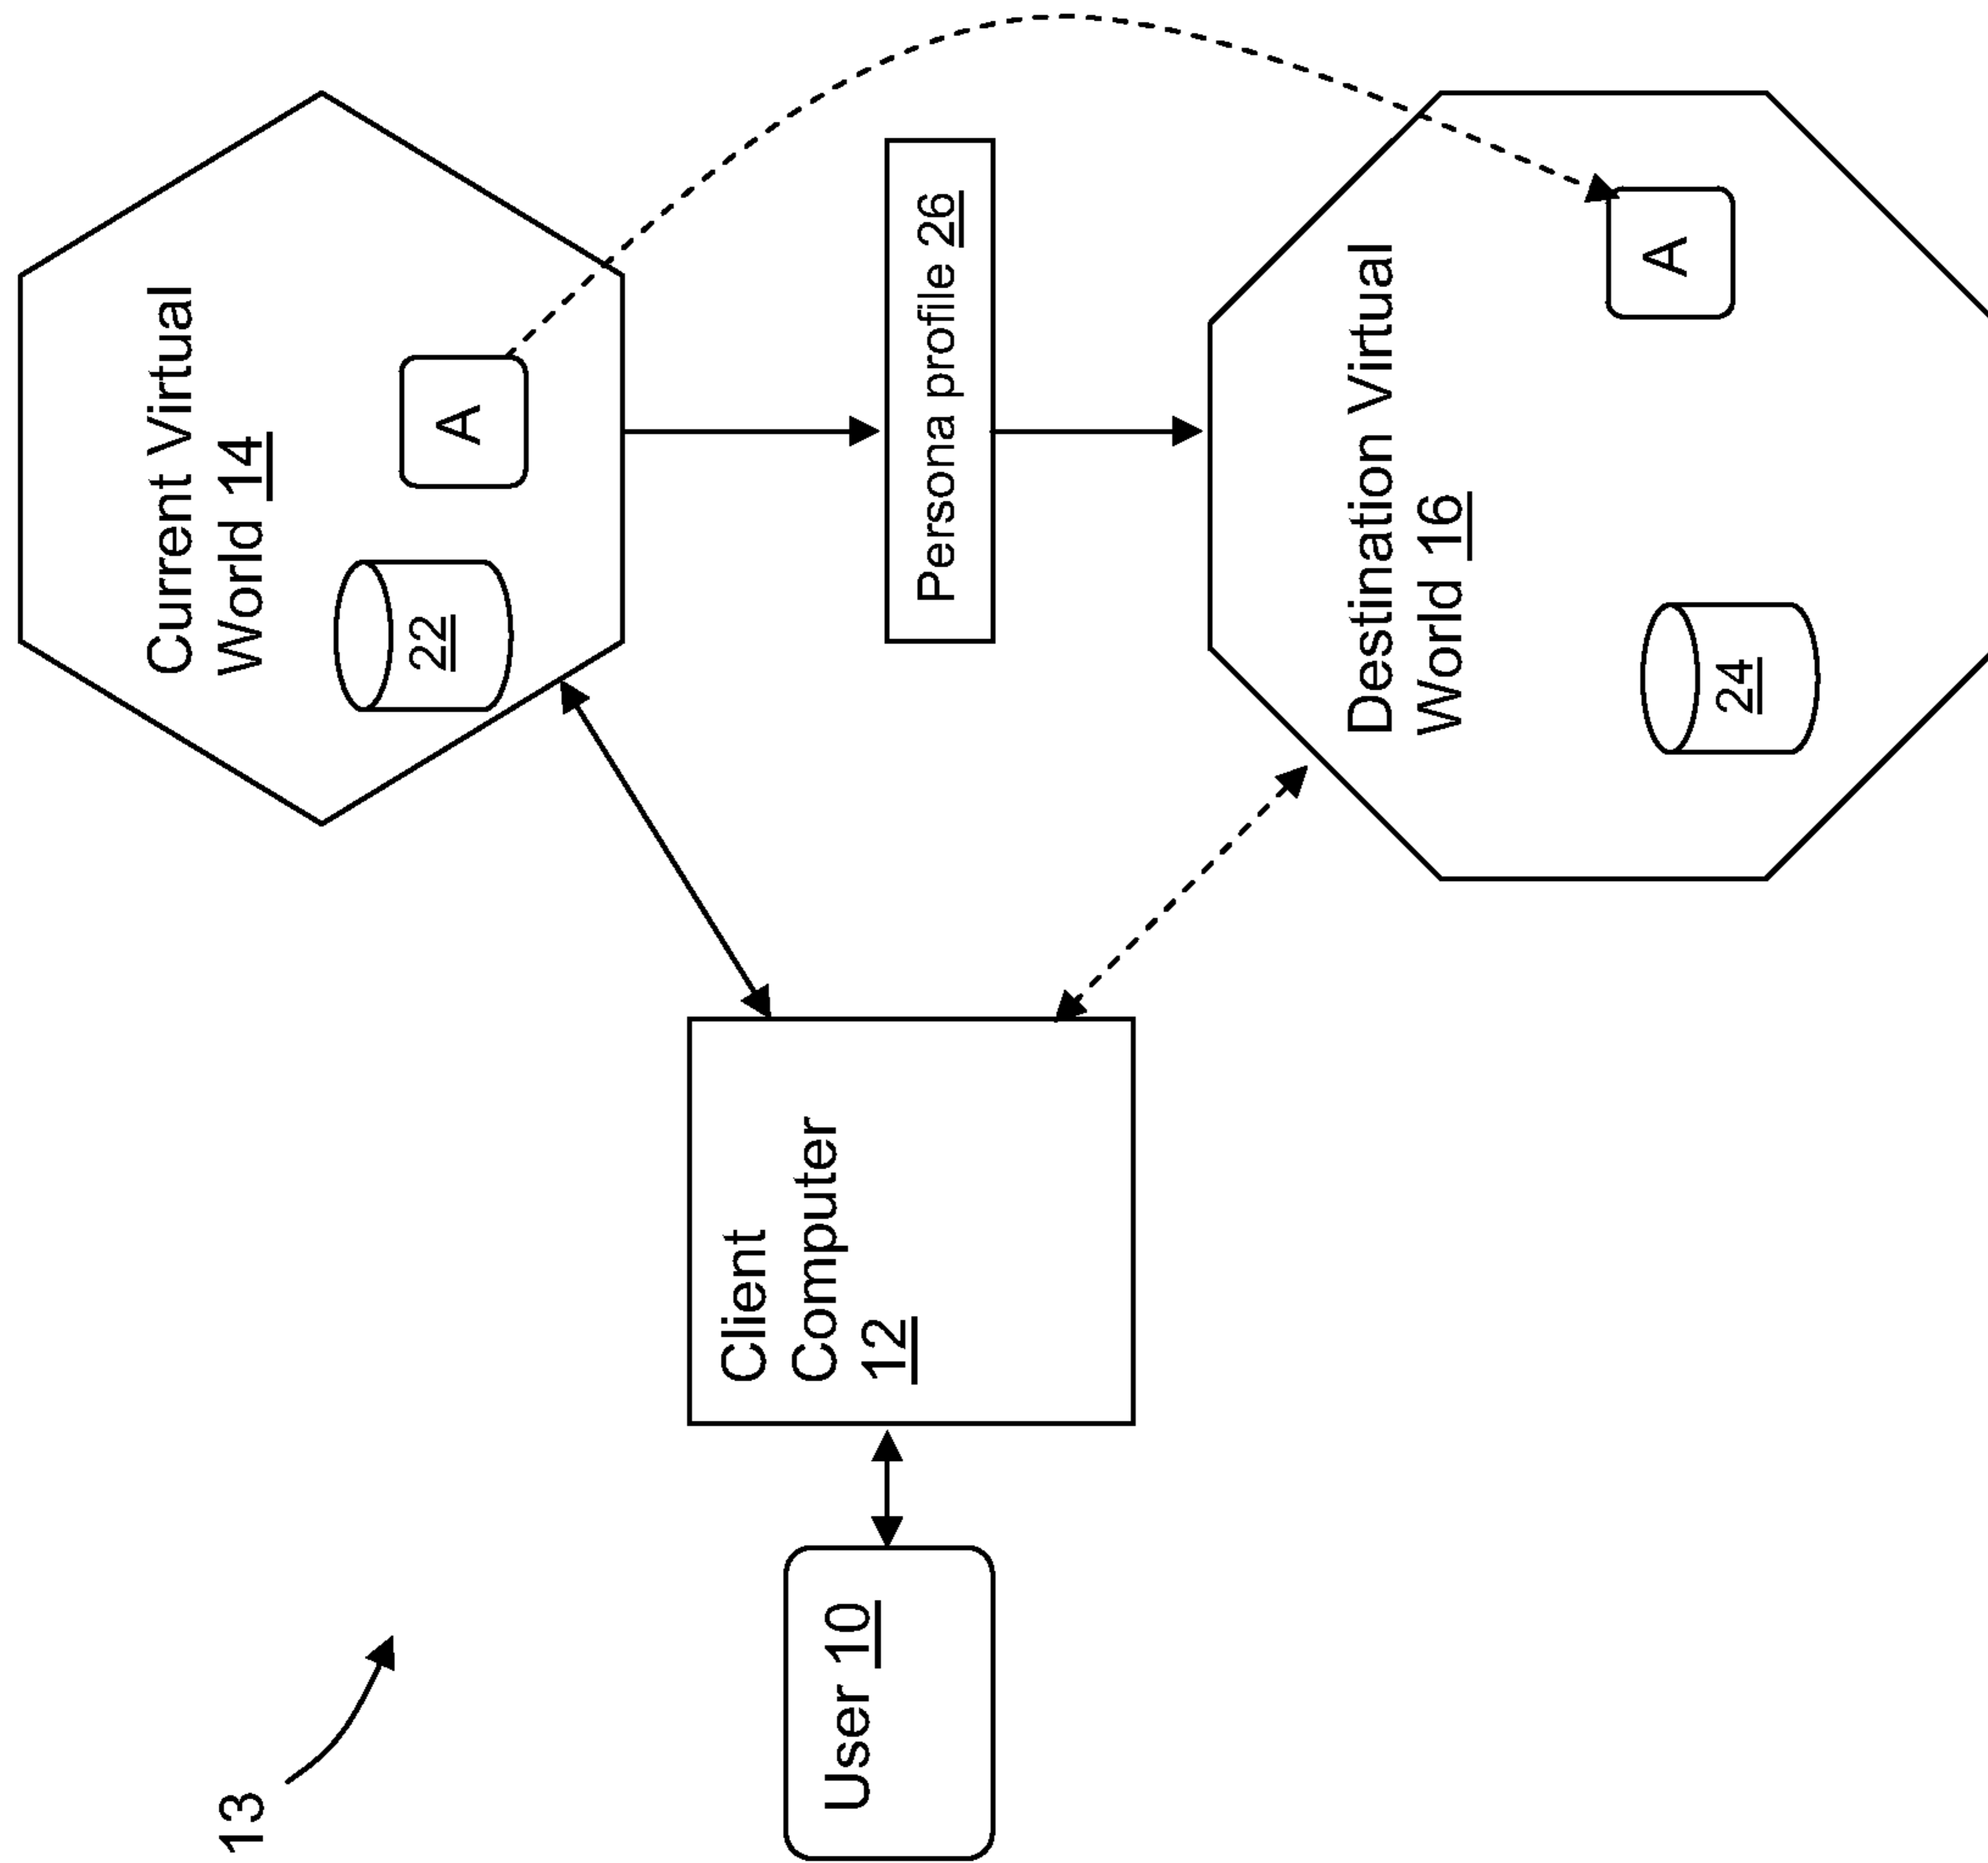 13
User 10
Client
Computer
12
Current Virtual
World 14
22
A
Persona profile 26
Destination Virtual
World 16
24
A